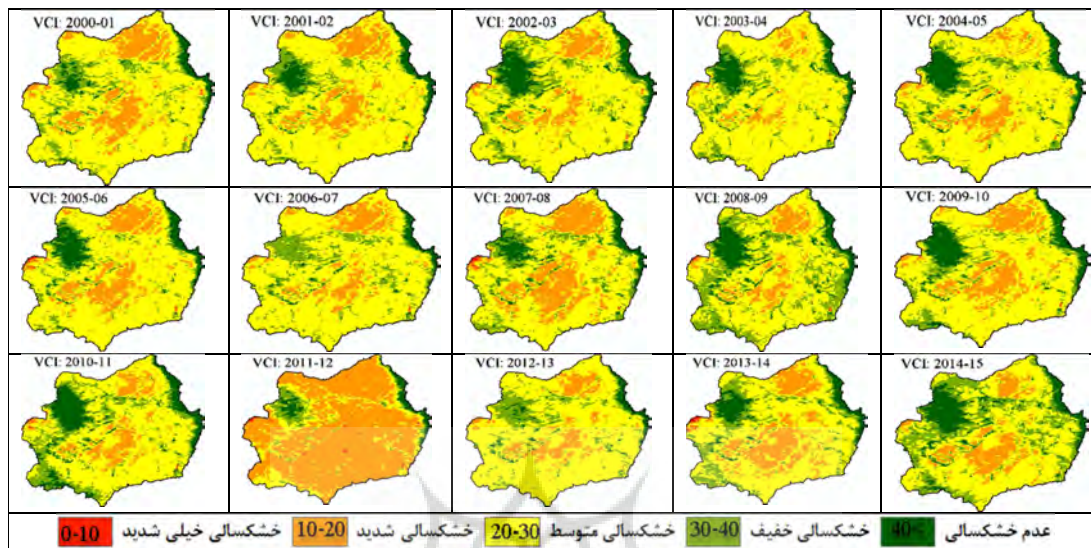 VCI: 2000-01
VCI: 2001-02
VCI: 2002-03
VCI: 2003-04
VCI: 2004-05
VCI: 2005-06
VCI: 2006-07
VCI: 2007-08
VCI: 2008-09
VCI: 2009-10
VCI: 2010-11
VCI: 2011-12
VCI: 2012-13
VCI: 2013-14
VCI: 2014-15
0-10 خشکسالی خیلی شدید 10-20 خشکسالی شدید 20-30 خشکسالی متوسط 30-40 خشکسالی خفیف 40< عدم خشکسالی